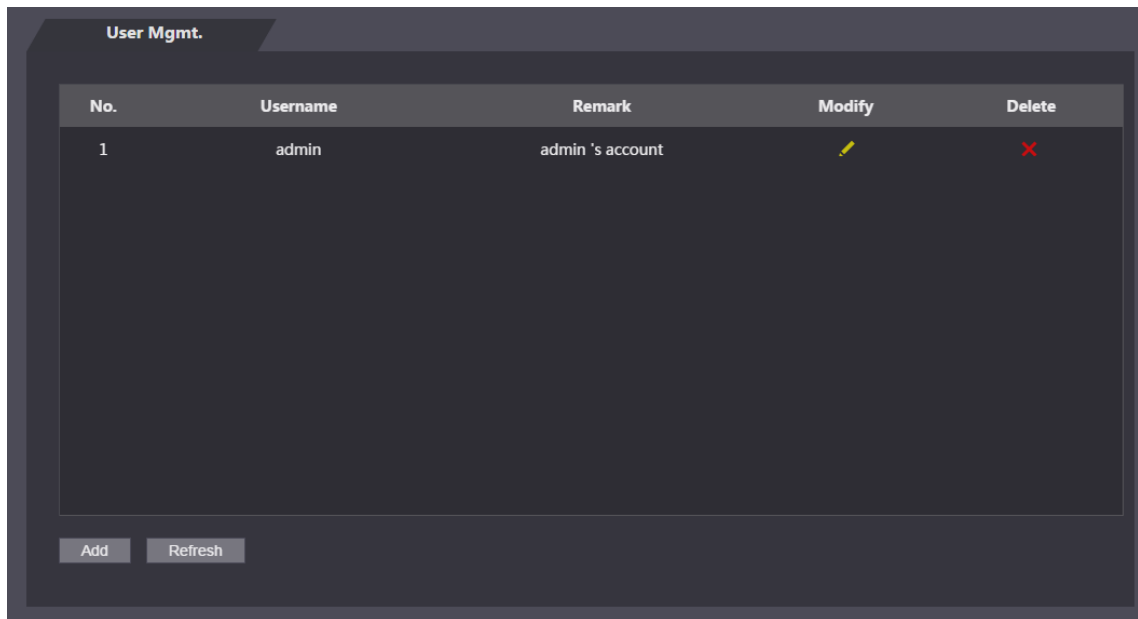 User Mgmt.
No. Username Remark Modify Delete
1 admin admin 's account
Add Refresh